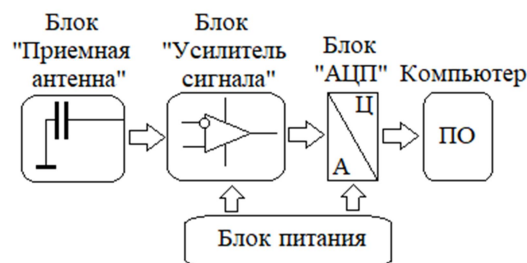 Блок
"Приемная
антенна"
Блок
"Усилитель
сигнала"
Блок
"АЦП"
Компьютер
Ц
А
ПО
Блок питания